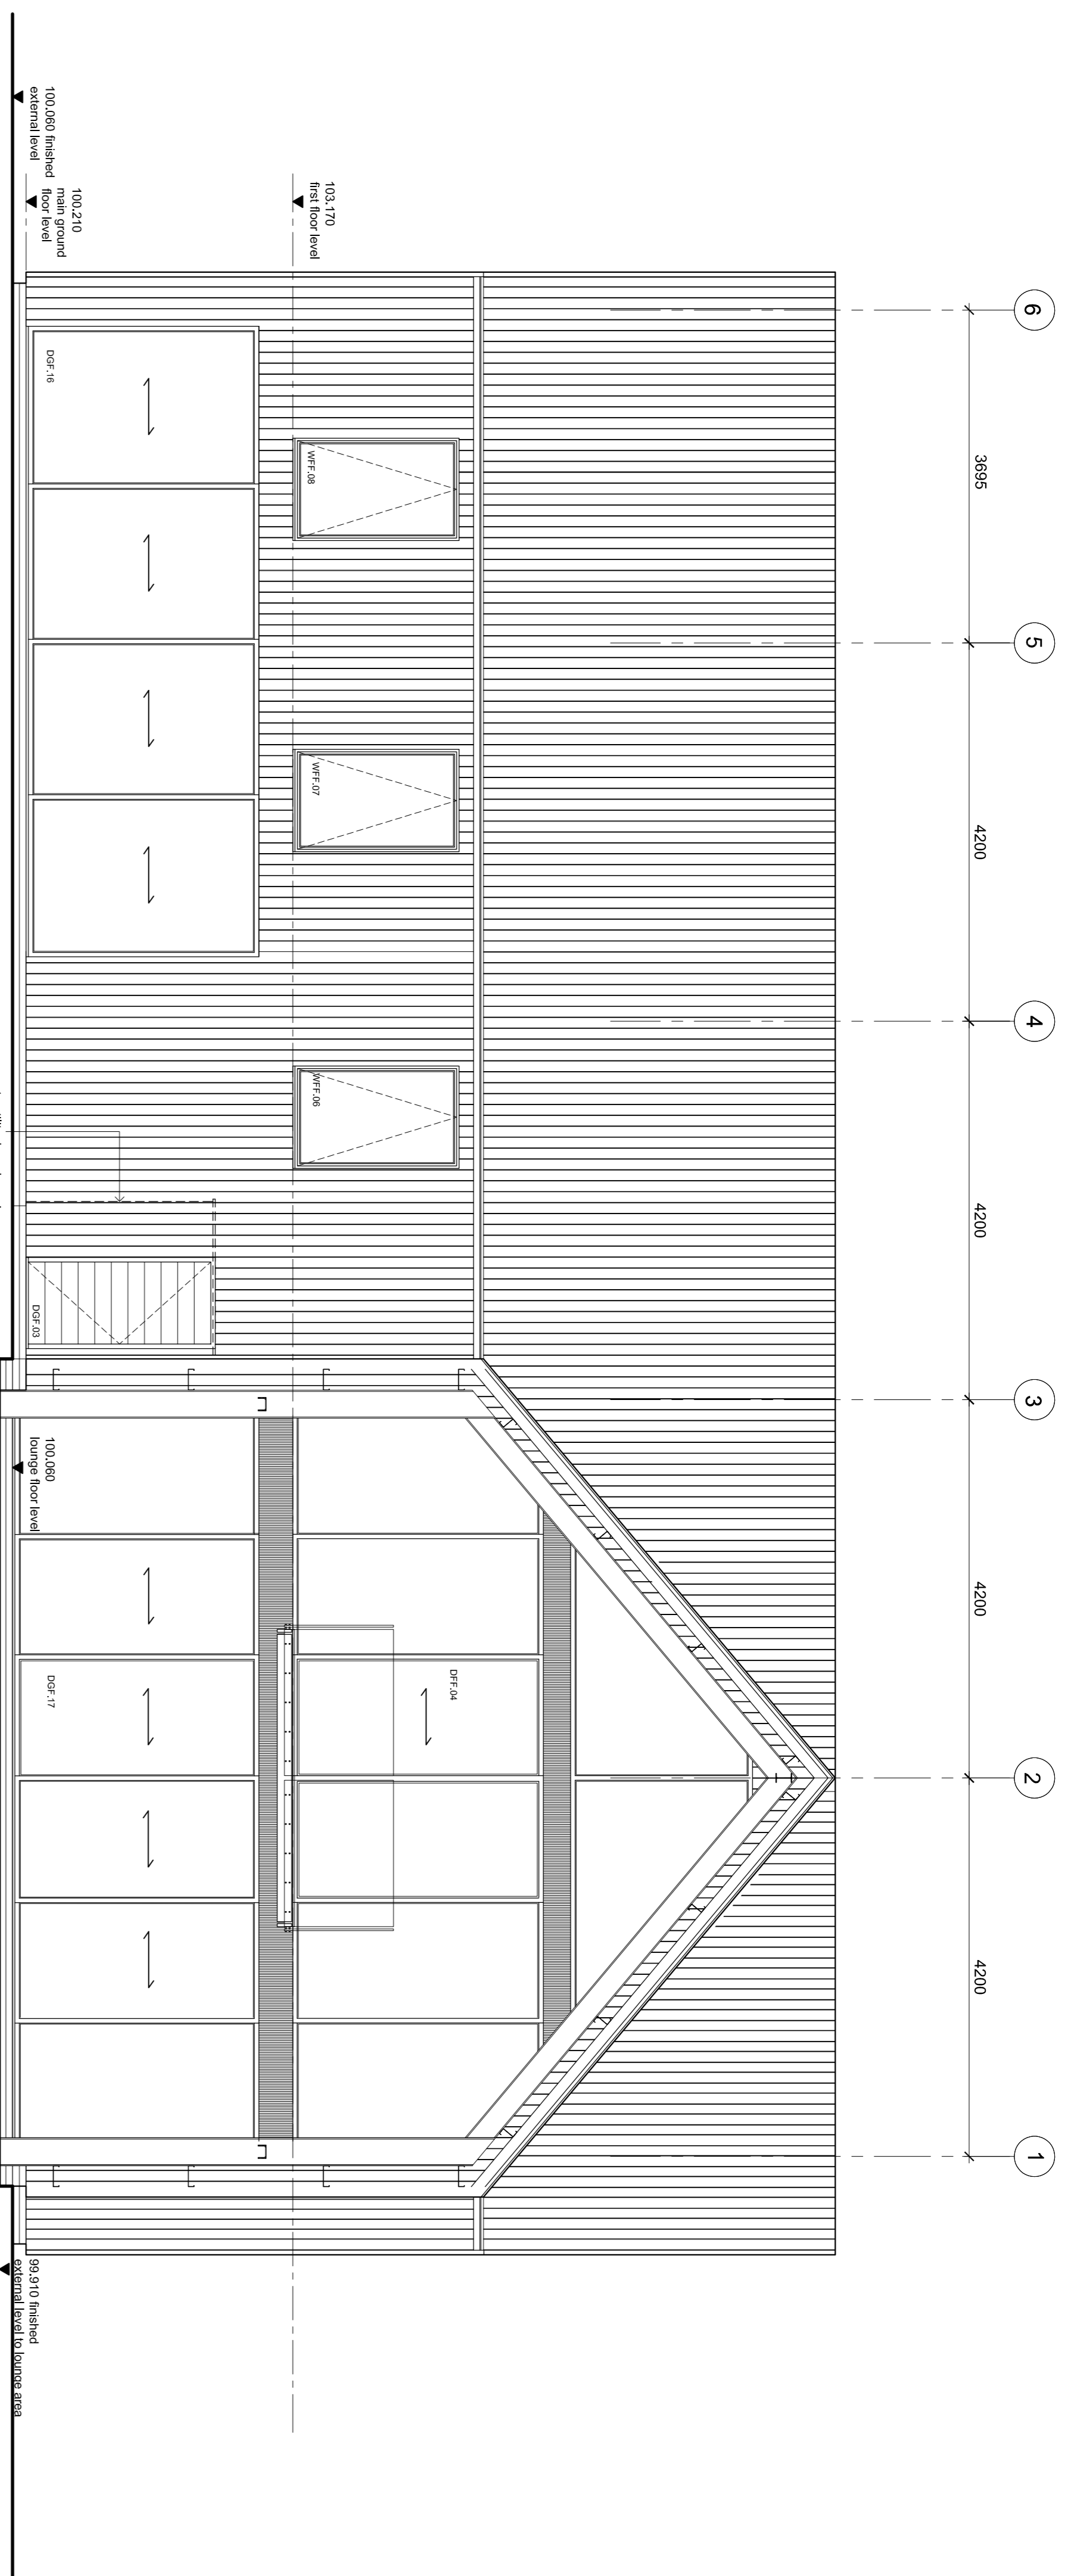 6
5
4
3
2
1
3695
4200
4200
4200
4200
103.170
first floor level
100.210
main ground
floor level
100.060 finished
external level
WFF.08
WFF.07
WFF.06
DFF.04
DGF.16
DGF.03
DGF.17
100.060
lounge floor level
99.910 finished
external level to lounge area